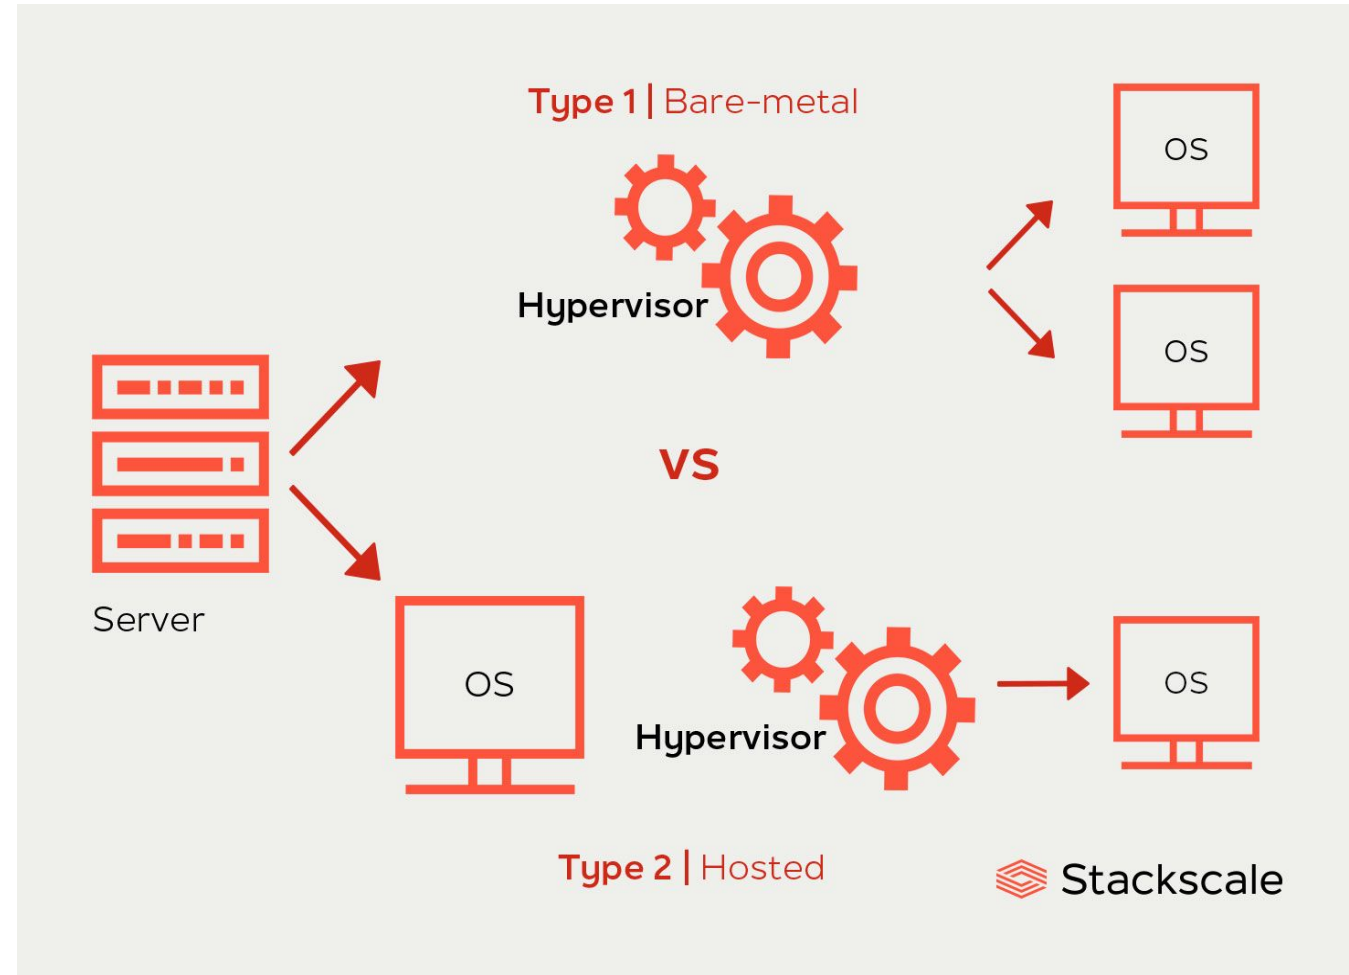 Type 1 | Bare-metal
OS
Hypervisor
OS
vs
Server
OS
Hypervisor
OS
Type 2 | Hosted
Stackscale